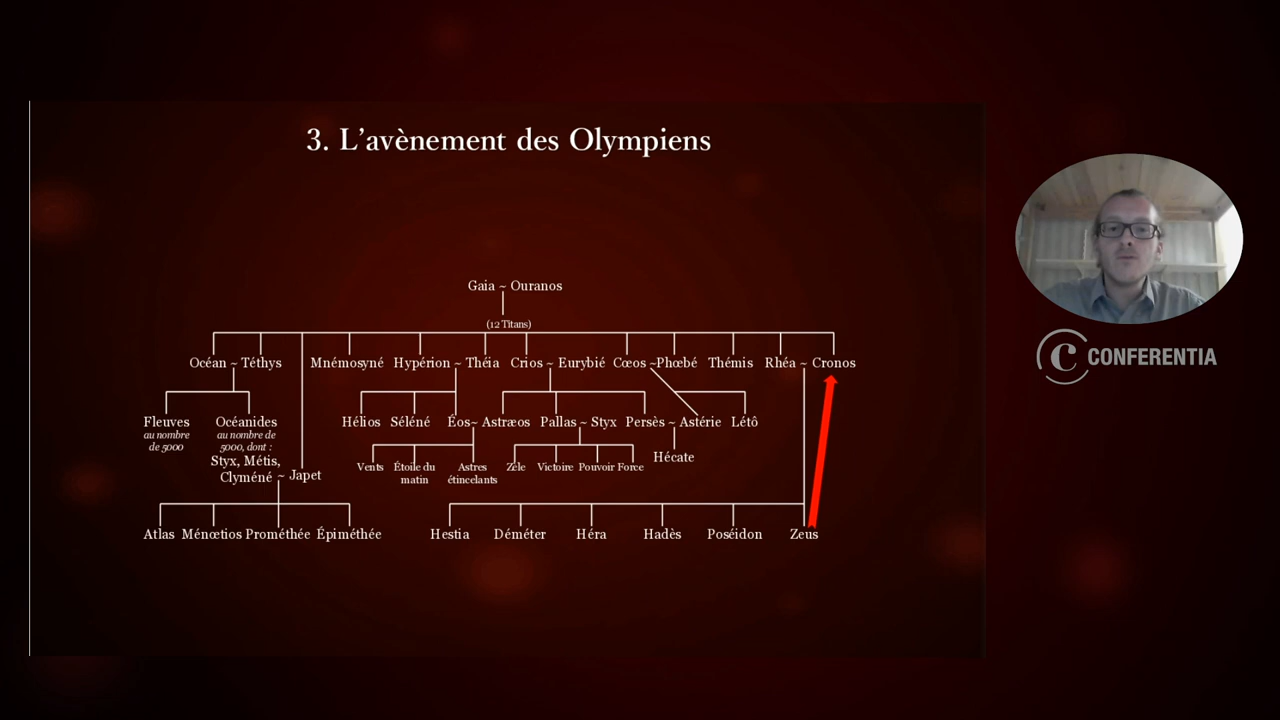 3. L’avènement des Olympiens
Gaia ~ Ouranos
(12 Titans)
Océan ~ Téthys Mnémosyné Hypérion ~ Théia Crios ~ Eurybié Cœos ~Phœbé Thémis Rhéa ~ Cronos
Fleuves
au nombre
de 5000
Océanides
au nombre de
5000, dont :
Styx, Métis,
Clyméné ~ Japet
Hélios Séléné Éos~ Astræos Pallas ~ Styx Persès ~ Astérie Létô
Vents Étoile du
matin
Astres
étincelants
Zèle Victoire Pouvoir Force
Hécate
Atlas Ménœtios Prométhée Épiméthée Hestia Déméter Héra Hadès Poséidon Zeus
C CONFERENTIA